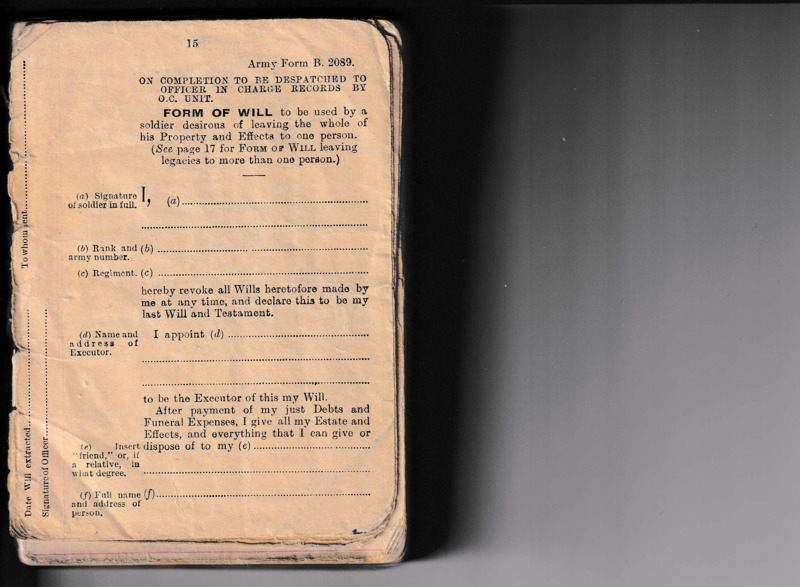 15
Army Form B. 2089.
ON COMPLETION TO BE DESPATCHED TO
OFFICER IN CHARGE RECORDS BY
O.C. UNIT.
FORM OF WILL to be used by a
soldier desirous of leaving the whole of
his Property and Effects to one person.
(See page 17 for FORM OF WILL leaving
legacies to more than one person.)
(a) Signature of soldier in full.
I, (a)
(b) Rank and army number.
(b)
(c) Regiment. (c)
hereby revoke all Wills heretofore made by
me at any time, and declare this to be my
last Will and Testament.
(d) Name and address of Executor.
I appoint (d)
to be the Executor of this my Will.
After payment of my just Debts and
Funeral Expenses, I give all my Estate and
Effects, and everything that I can give or
dispose of to my (e)
(e) Insert
"friend," or, if
a relative, in
what degree.
(f) Full name
and address of
person.
(f)
To whom sent
Date Will extracted
Signature of Officer